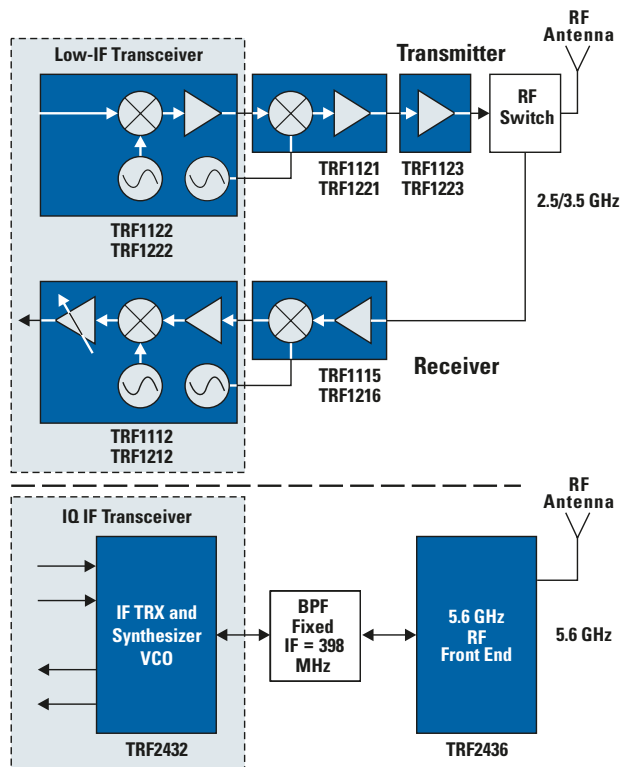 RF
Antenna
Low-IF Transceiver
Transmitter
RF
Switch
TRF1121
TRF1221
TRF1123
TRF1223
2.5/3.5 GHz
TRF1122
TRF1222
Receiver
TRF1115
TRF1216
TRF1112
TRF1212
RF
Antenna
IQ IF Transceiver
IF TRX and
Synthesizer
VCO
BPF
Fixed
IF = 398
MHz
5.6 GHz
RF
Front End
5.6 GHz
TRF2432
TRF2436